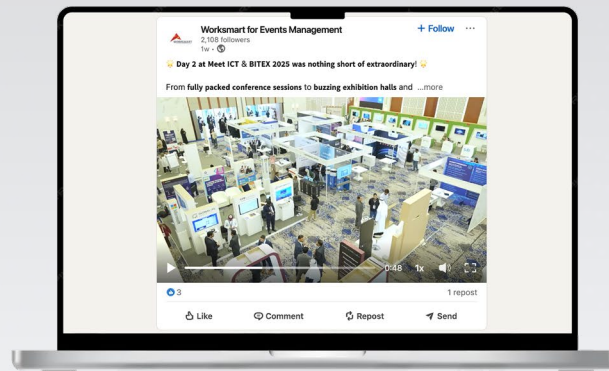 Worksmart for Events Management
+ Follow ...
2,108 followers
1w •
Day 2 at Meet ICT & BITEX 2025 was nothing short of extraordinary!
From fully packed conference sessions to buzzing exhibition halls and ...more
0:48 1x
3
1 repost
Like Comment Repost Send